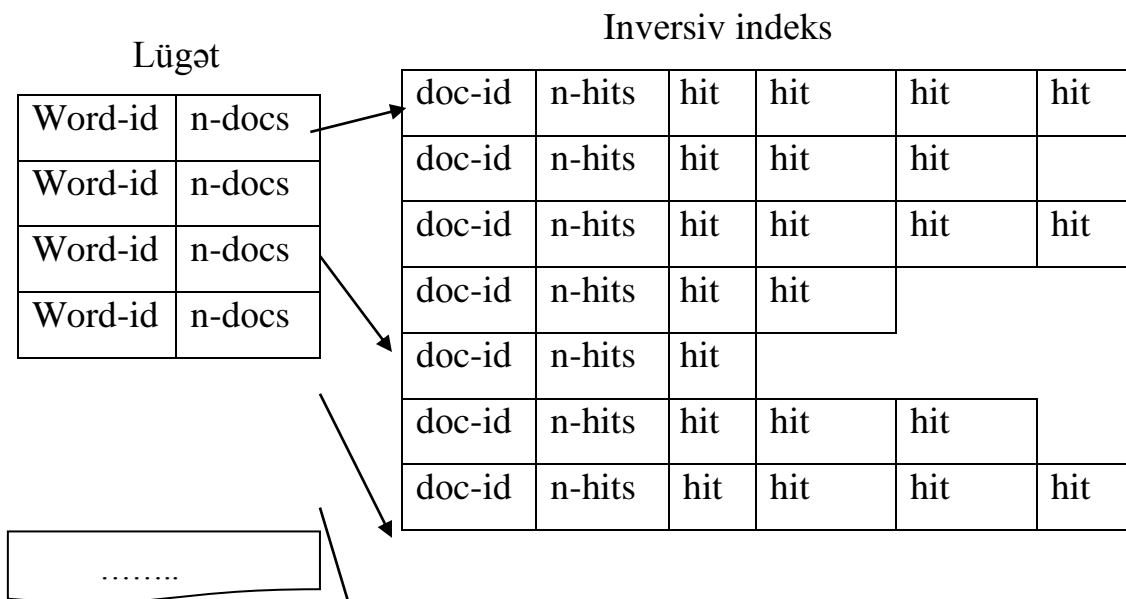 Lügət
Word-id n-docs
Word-id n-docs
Word-id n-docs
Word-id n-docs
……..
Inversiv indeks
doc-id n-hits hit hit hit hit
doc-id n-hits hit hit hit
doc-id n-hits hit hit hit hit
doc-id n-hits hit hit
doc-id n-hits hit
doc-id n-hits hit hit hit
doc-id n-hits hit hit hit hit